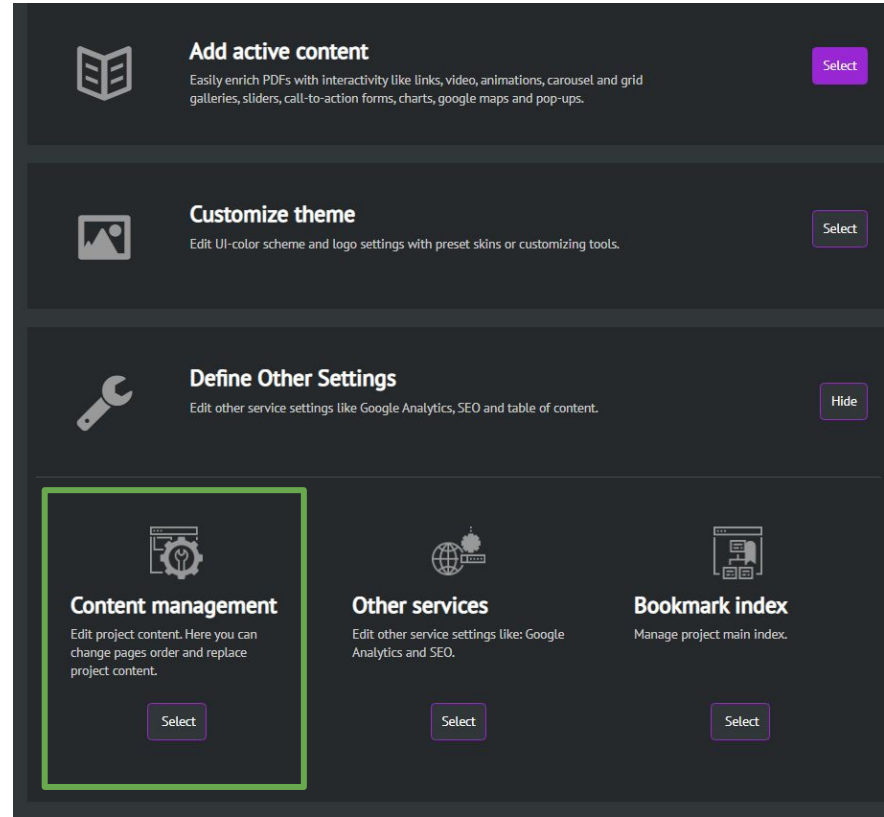 Add active content
Easily enrich PDFs with interactivity like links, video, animations, carousel and grid
galleries, sliders, call-to-action forms, charts, google maps and pop-ups.
Select
Customize theme
Edit UI-color scheme and logo settings with preset skins or customizing tools.
Select
Define Other Settings
Edit other service settings like Google Analytics, SEO and table of content.
Hide
Content management
Edit project content. Here you can
change pages order and replace
project content.
Select
Other services
Edit other service settings like: Google
Analytics and SEO.
Select
Bookmark index
Manage project main index.
Select